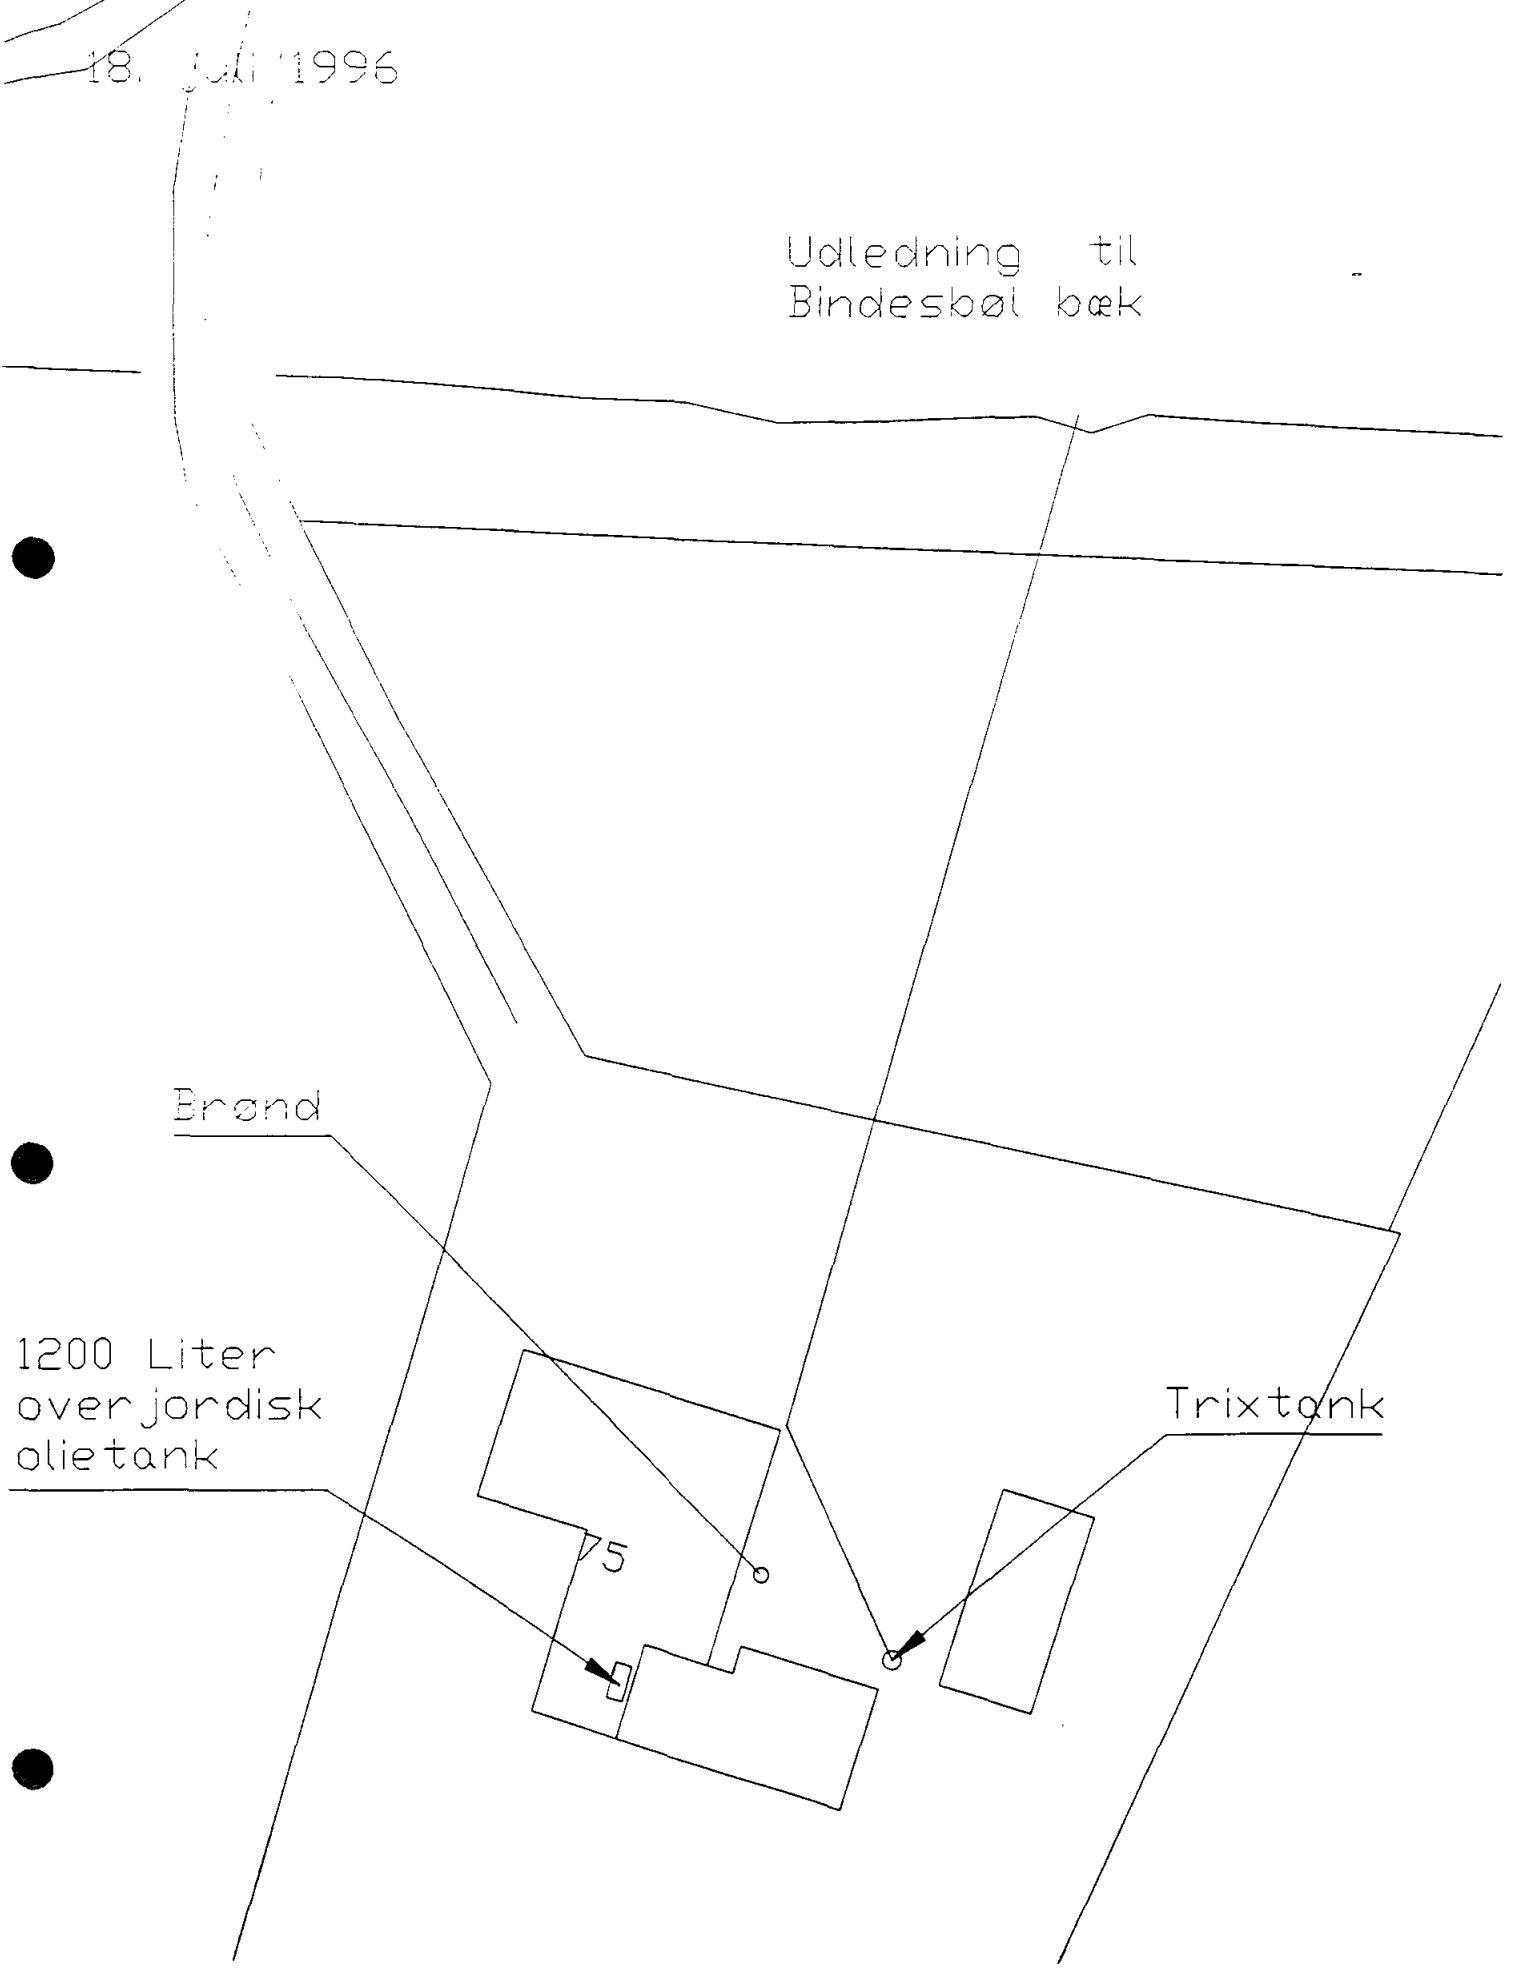 18. juli 1996
Udledning til
Bindesbøl bæk
Brønd
1200 Liter
overjordisk
olietank
Trixtank
75